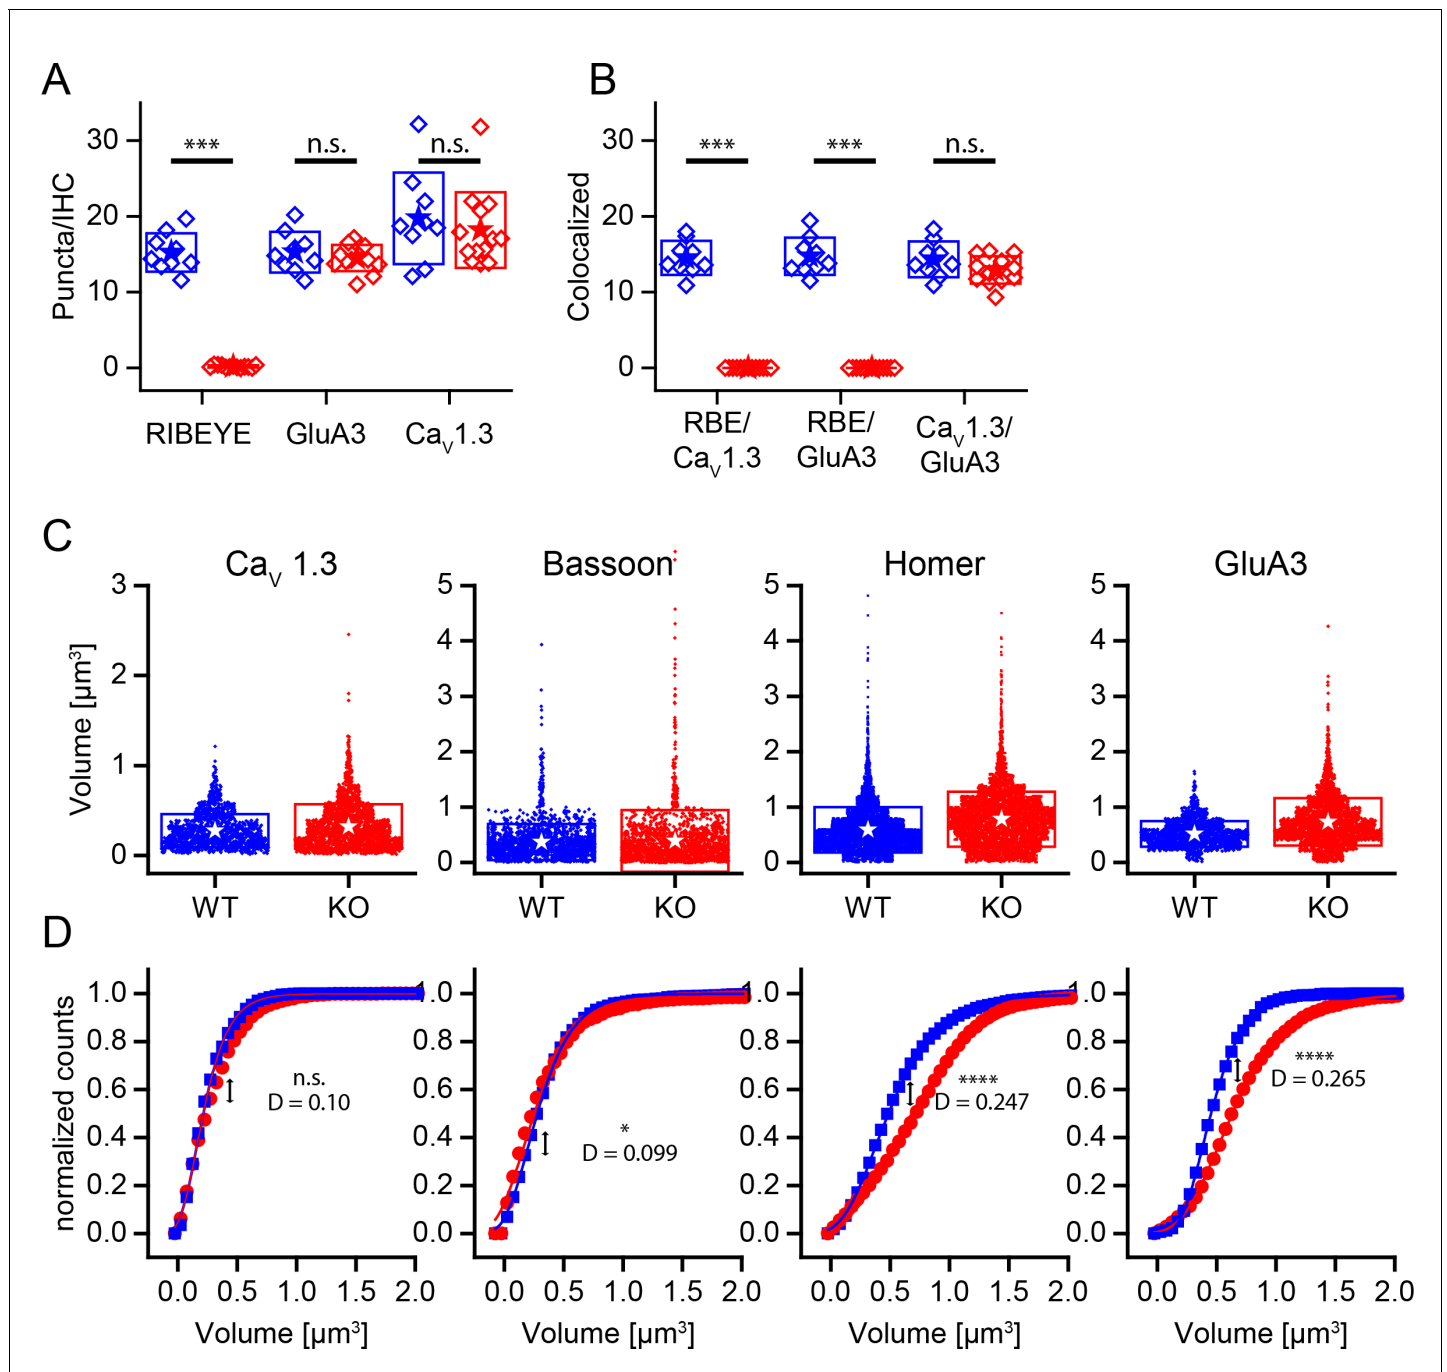 A
B
30
20
10
0
Puncta/IHC
***
n.s.
n.s.
RIBEYE
GluA3
CaV1.3
30
20
10
0
Colocalized
***
***
n.s.
RBE/
CaV1.3
RBE/
GluA3
CaV1.3/
GluA3
C
CaV 1.3
Bassoon
Homer
GluA3
Volume [µm³]
3
2
1
0
WT
KO
5
4
3
2
1
0
WT
KO
5
4
3
2
1
0
WT
KO
5
4
3
2
1
0
WT
KO
D
normalized counts
1.0
0.8
0.6
0.4
0.2
0.0
n.s.
D = 0.10
0.0 0.5 1.0 1.5 2.0
Volume [µm³]
1.0
0.8
0.6
0.4
0.2
0.0
*
D = 0.099
0.0 0.5 1.0 1.5 2.0
Volume [µm³]
1.0
0.8
0.6
0.4
0.2
0.0
****
D = 0.247
0.0 0.5 1.0 1.5 2.0
Volume [µm³]
1.0
0.8
0.6
0.4
0.2
0.0
****
D = 0.265
0.0 0.5 1.0 1.5 2.0
Volume [µm³]